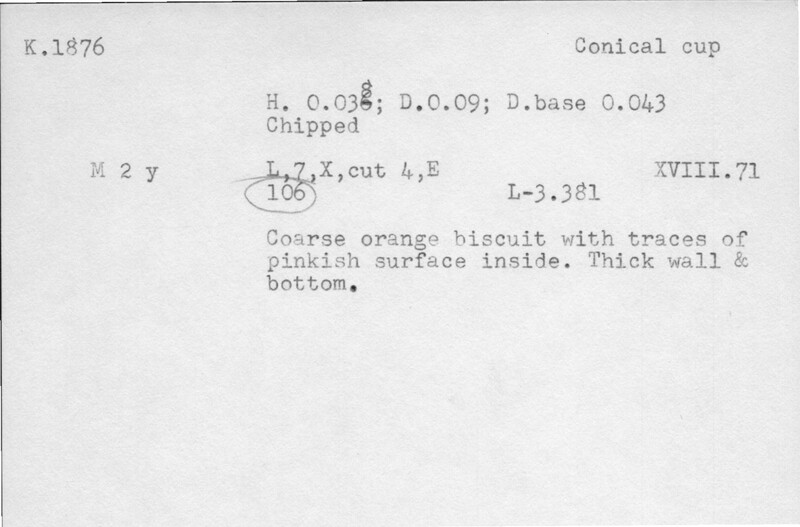 K.1876 Conical cup
H. 0.038; D.0.09; D.base 0.043
Chipped
M 2 y L,7,X,cut 4,E XVIII.71
106 L-3.381
Coarse orange biscuit with traces of
pinkish surface inside. Thick wall &
bottom.